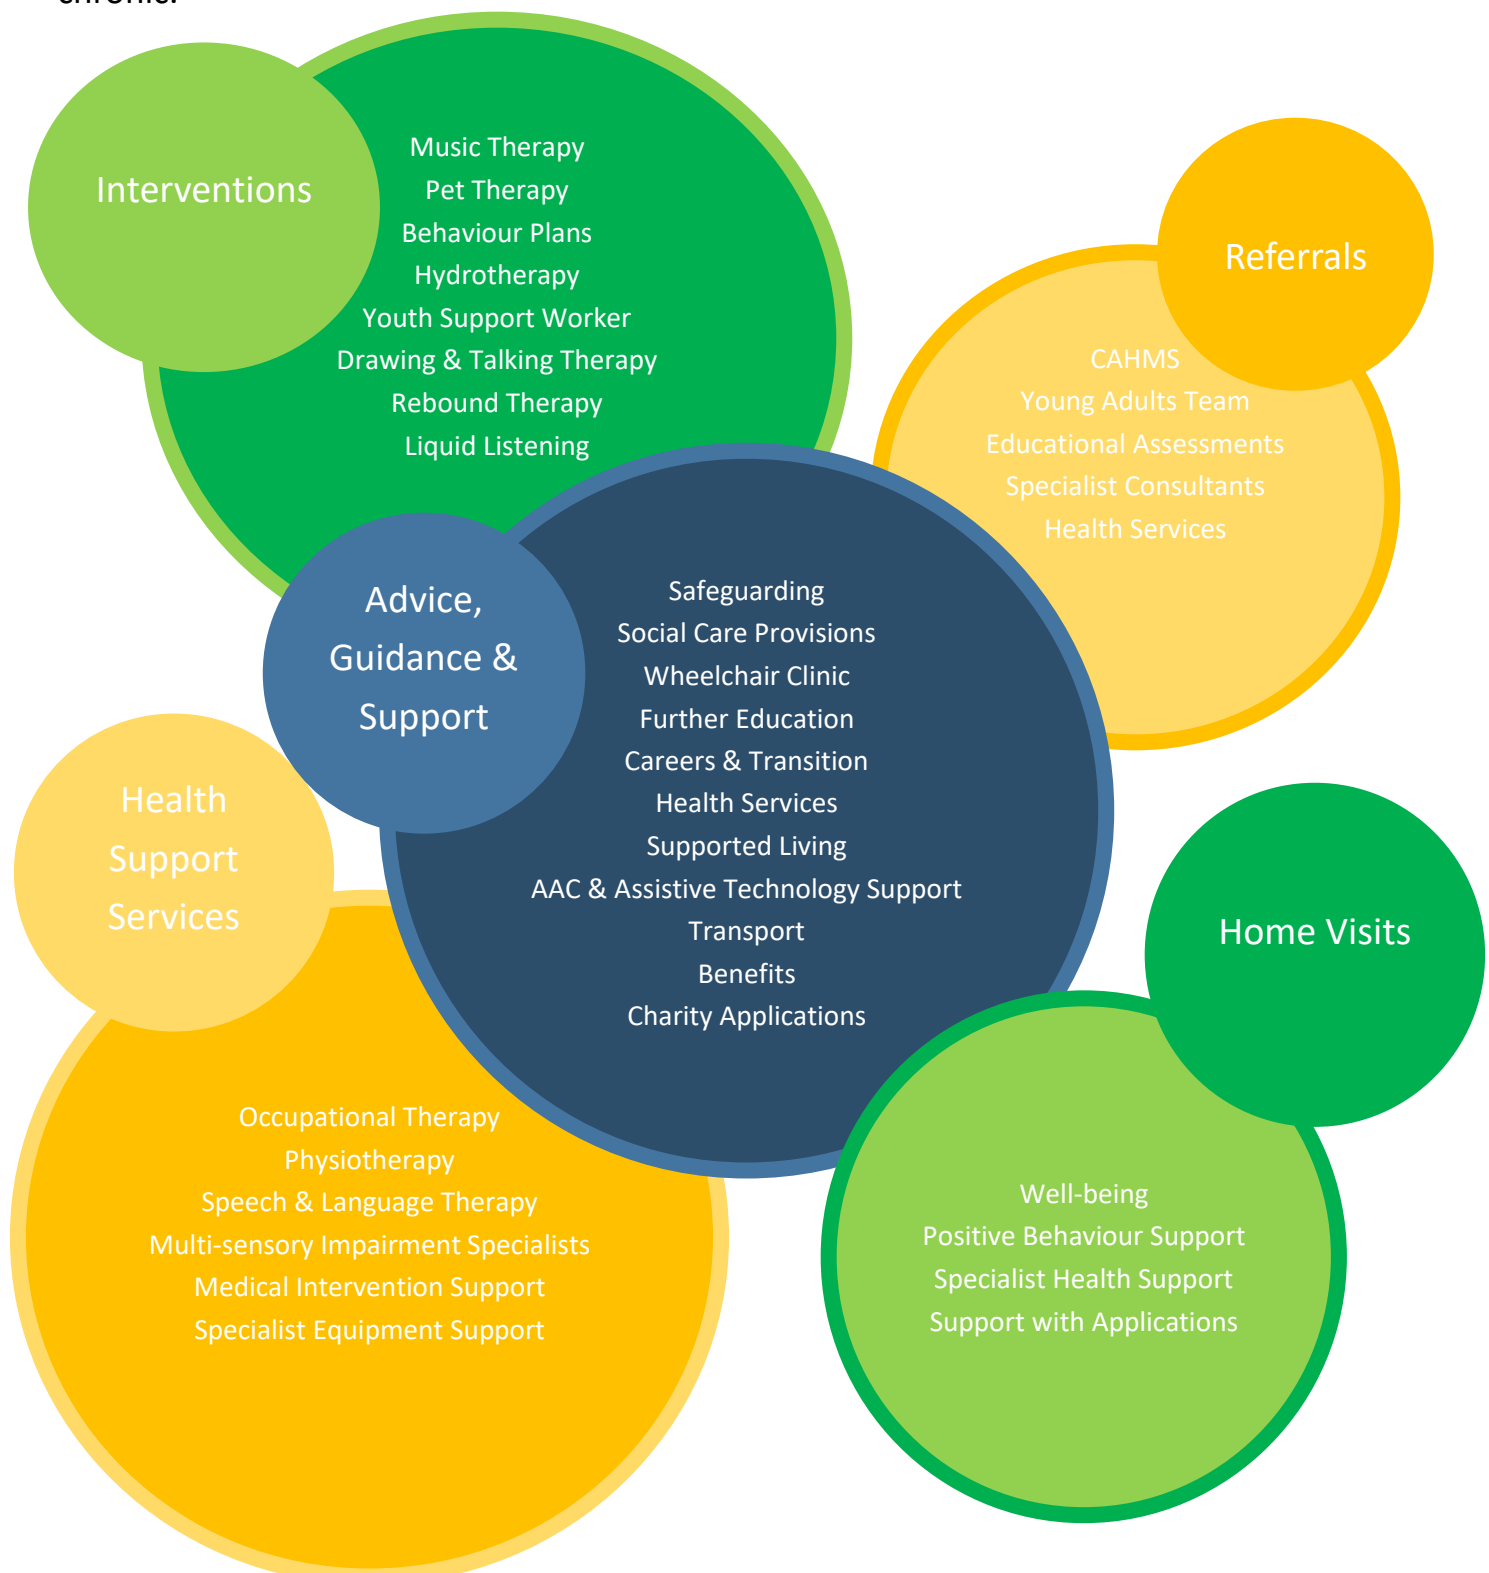 chronic.
Interventions
Music Therapy
Pet Therapy
Behaviour Plans
Hydrotherapy
Youth Support Worker
Drawing & Talking Therapy
Rebound Therapy
Liquid Listening
Referrals
CAHMS
Young Adults Team
Educational Assessments
Specialist Consultants
Health Services
Advice,
Guidance &
Support
Safeguarding
Social Care Provisions
Wheelchair Clinic
Further Education
Careers & Transition
Health Services
Supported Living
AAC & Assistive Technology Support
Transport
Benefits
Charity Applications
Health
Support
Services
Occupational Therapy
Physiotherapy
Speech & Language Therapy
Multi-sensory Impairment Specialists
Medical Intervention Support
Specialist Equipment Support
Home Visits
Well-being
Positive Behaviour Support
Specialist Health Support
Support with Applications